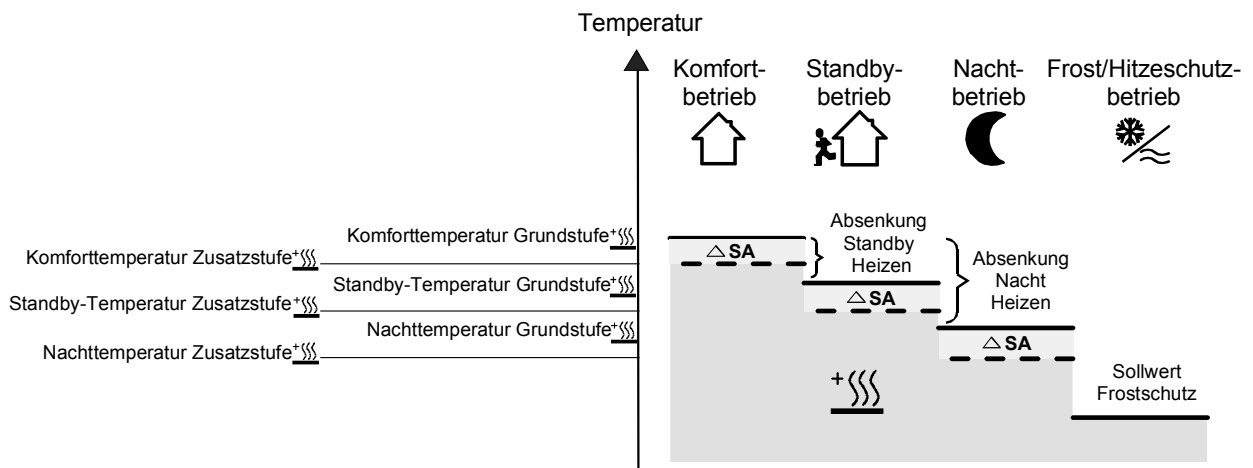 Temperatur
Komfort-
betrieb
Standby-
betrieb
Nacht-
betrieb
Frost/Hitzeschutz-
betrieb
Komforttemperatur Grundstufe
Komforttemperatur Zusatzstufe
Standby-Temperatur Grundstufe
Standby-Temperatur Zusatzstufe
Nachttemperatur Grundstufe
Nachttemperatur Zusatzstufe
△ SA
Absenkung
Standby
Heizen
△ SA
Absenkung
Nacht
Heizen
△ SA
Sollwert
Frostschutz